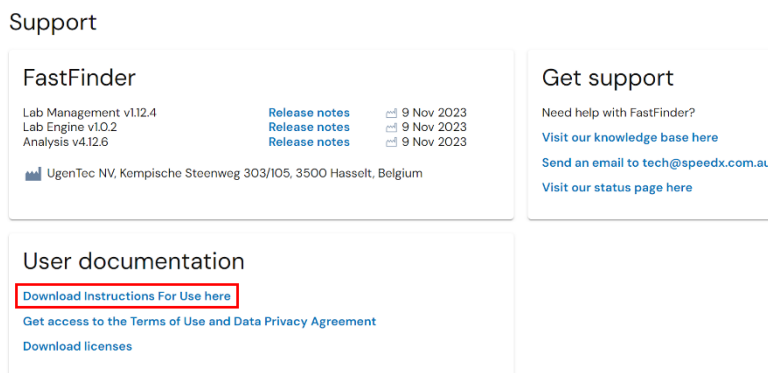 Support
FastFinder
Lab Management v1.12.4 Release notes 9 Nov 2023
Lab Engine v1.0.2 Release notes 9 Nov 2023
Analysis v4.12.6 Release notes 9 Nov 2023
UgenTec NV, Kempische Steenweg 303/105, 3500 Hasselt, Belgium
Get support
Need help with FastFinder?
Visit our knowledge base here
Send an email to tech@speedx.com.au
Visit our status page here
User documentation
Download Instructions For Use here
Get access to the Terms of Use and Data Privacy Agreement
Download licenses